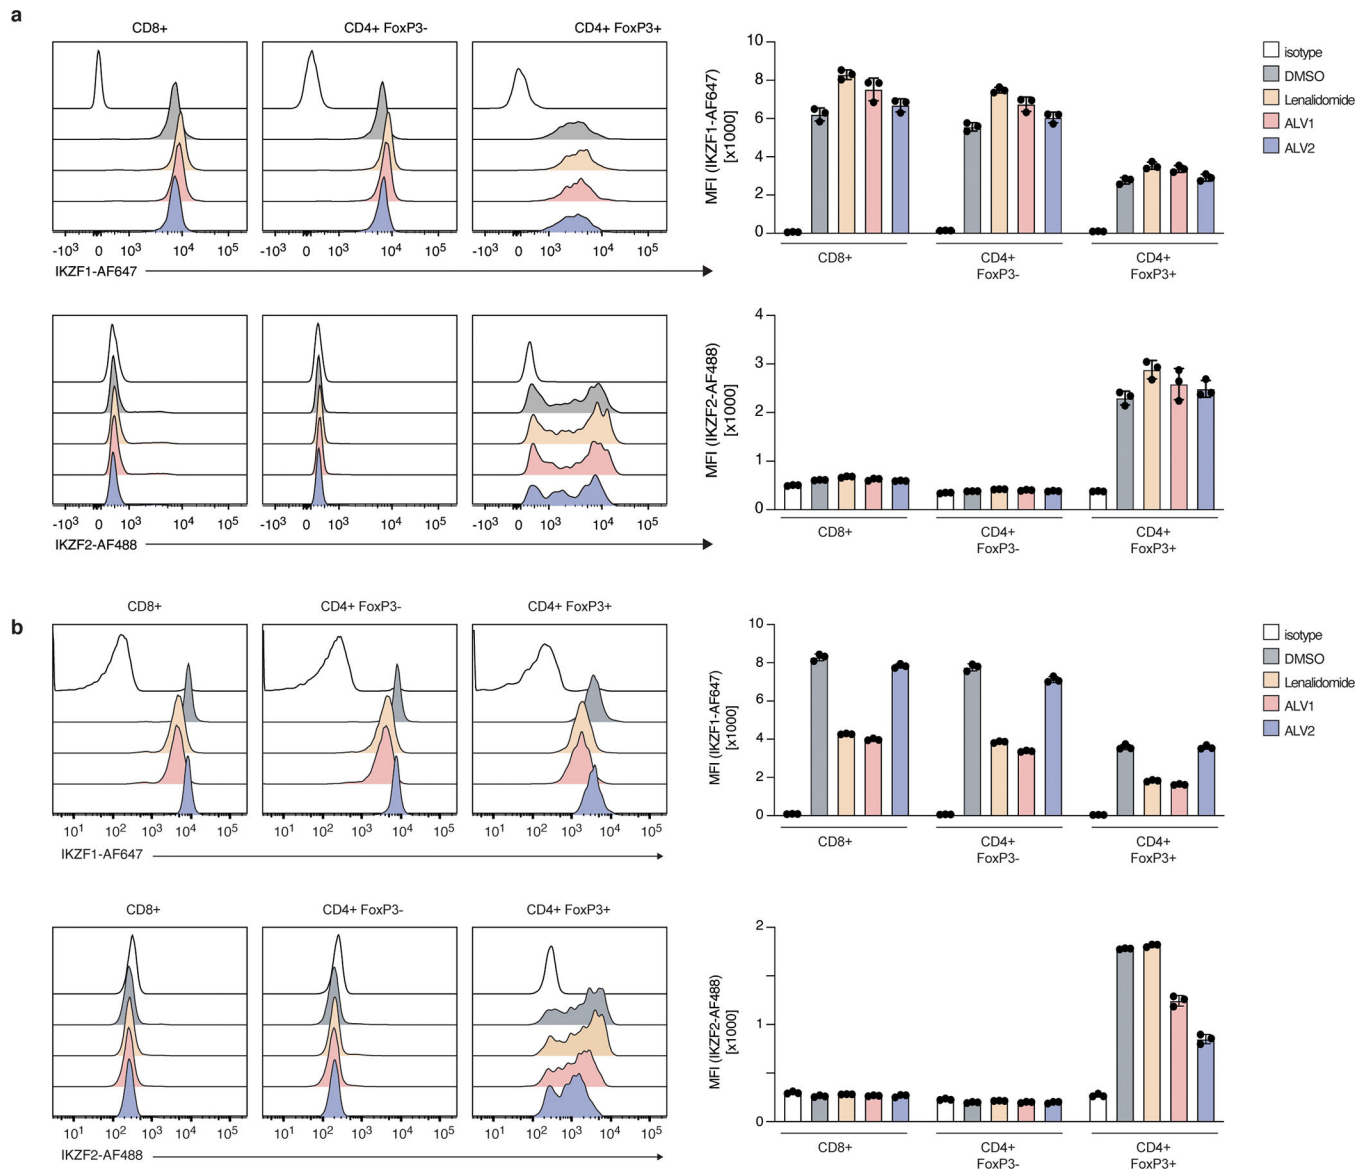 a
CD8+
CD4+ FoxP3-
CD4+ FoxP3+
-10³ 0 10³ 10⁴ 10⁵
-10³ 0 10³ 10⁴ 10⁵
-10³ 0 10³ 10⁴ 10⁵
IKZF1-AF647
MFI (IKZF1-AF647)
[x1000]
10
8
6
4
2
0
CD8+
CD4+
FoxP3-
CD4+
FoxP3+
isotype
DMSO
Lenalidomide
ALV1
ALV2
-10³ 0 10³ 10⁴ 10⁵
-10³ 0 10³ 10⁴ 10⁵
-10³ 0 10³ 10⁴ 10⁵
IKZF2-AF488
MFI (IKZF2-AF488)
[x1000]
4
3
2
1
0
CD8+
CD4+
FoxP3-
CD4+
FoxP3+
b
CD8+
CD4+ FoxP3-
CD4+ FoxP3+
10¹ 10² 10³ 10⁴ 10⁵
10¹ 10² 10³ 10⁴ 10⁵
10¹ 10² 10³ 10⁴ 10⁵
IKZF1-AF647
MFI (IKZF1-AF647)
[x1000]
10
8
6
4
2
0
CD8+
CD4+
FoxP3-
CD4+
FoxP3+
isotype
DMSO
Lenalidomide
ALV1
ALV2
CD8+
CD4+ FoxP3-
CD4+ FoxP3+
10¹ 10² 10³ 10⁴ 10⁵
10¹ 10² 10³ 10⁴ 10⁵
10¹ 10² 10³ 10⁴ 10⁵
IKZF2-AF488
MFI (IKZF2-AF488)
[x1000]
2
1
0
CD8+
CD4+
FoxP3-
CD4+
FoxP3+